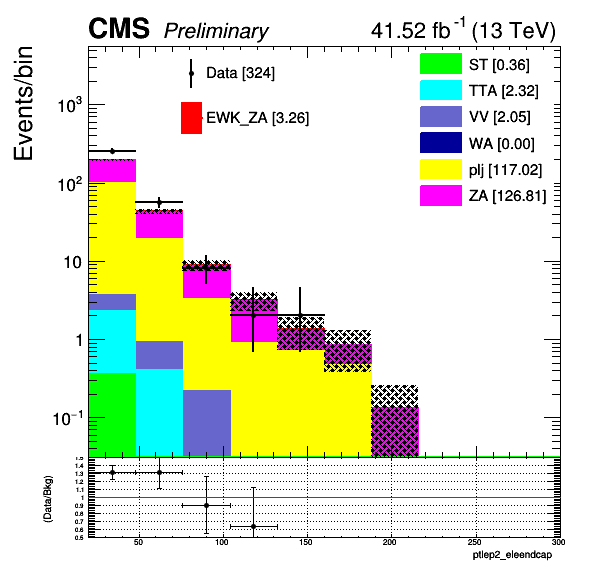 CMS Preliminary 41.52 fb⁻¹ (13 TeV)
Events/bin
Data [324]
EWK_ZA [3.26]
ST [0.36]
TTA [2.32]
VV [2.05]
WA [0.00]
plj [117.02]
ZA [126.81]
10³
10²
10
1
10⁻¹
(Data/Bkg)
1.5
1.4
1.3
1.2
1.1
1
0.9
0.8
0.7
0.6
0.5
50 100 150 200 250 300
ptlep2_eleendcap